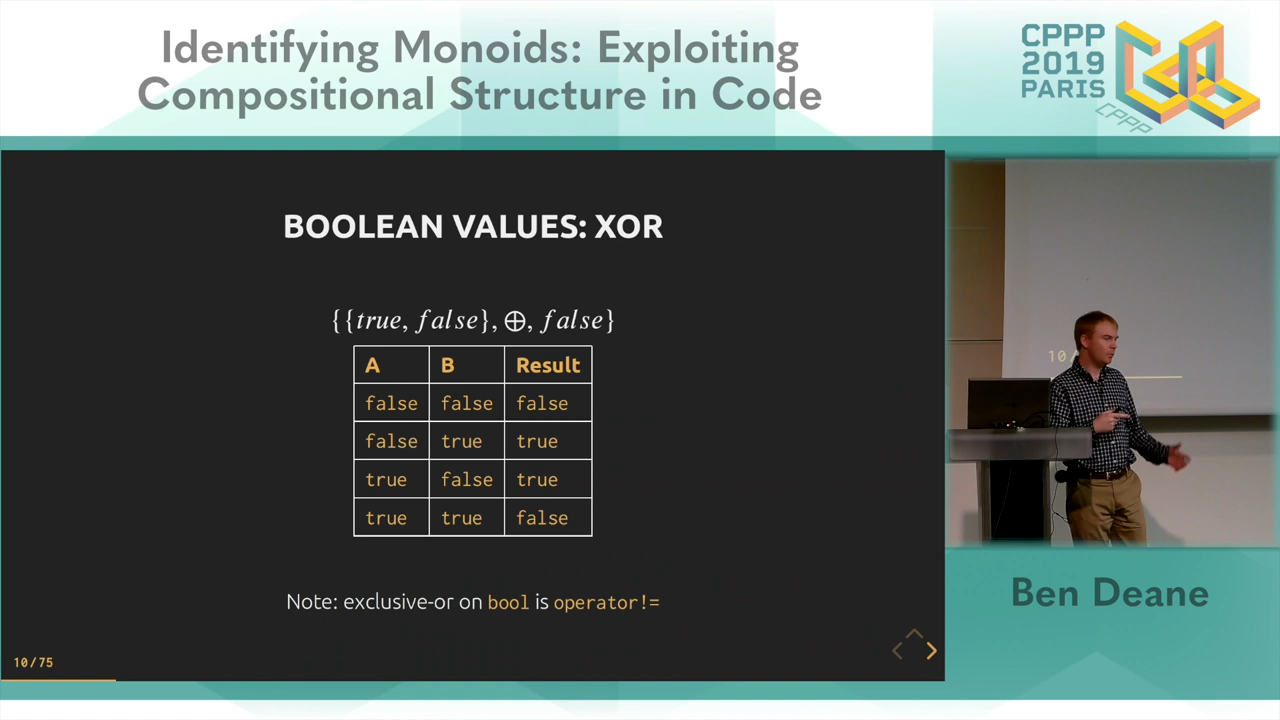 Identifying Monoids: Exploiting
Compositional Structure in Code
CPPP
2019
PARIS
CPPP
BOOLEAN VALUES: XOR
{{true, false}, ⊕, false}
A B Result
false false false
false true true
true false true
true true false
Note: exclusive-or on bool is operator!=
10/75
10/
Ben Deane